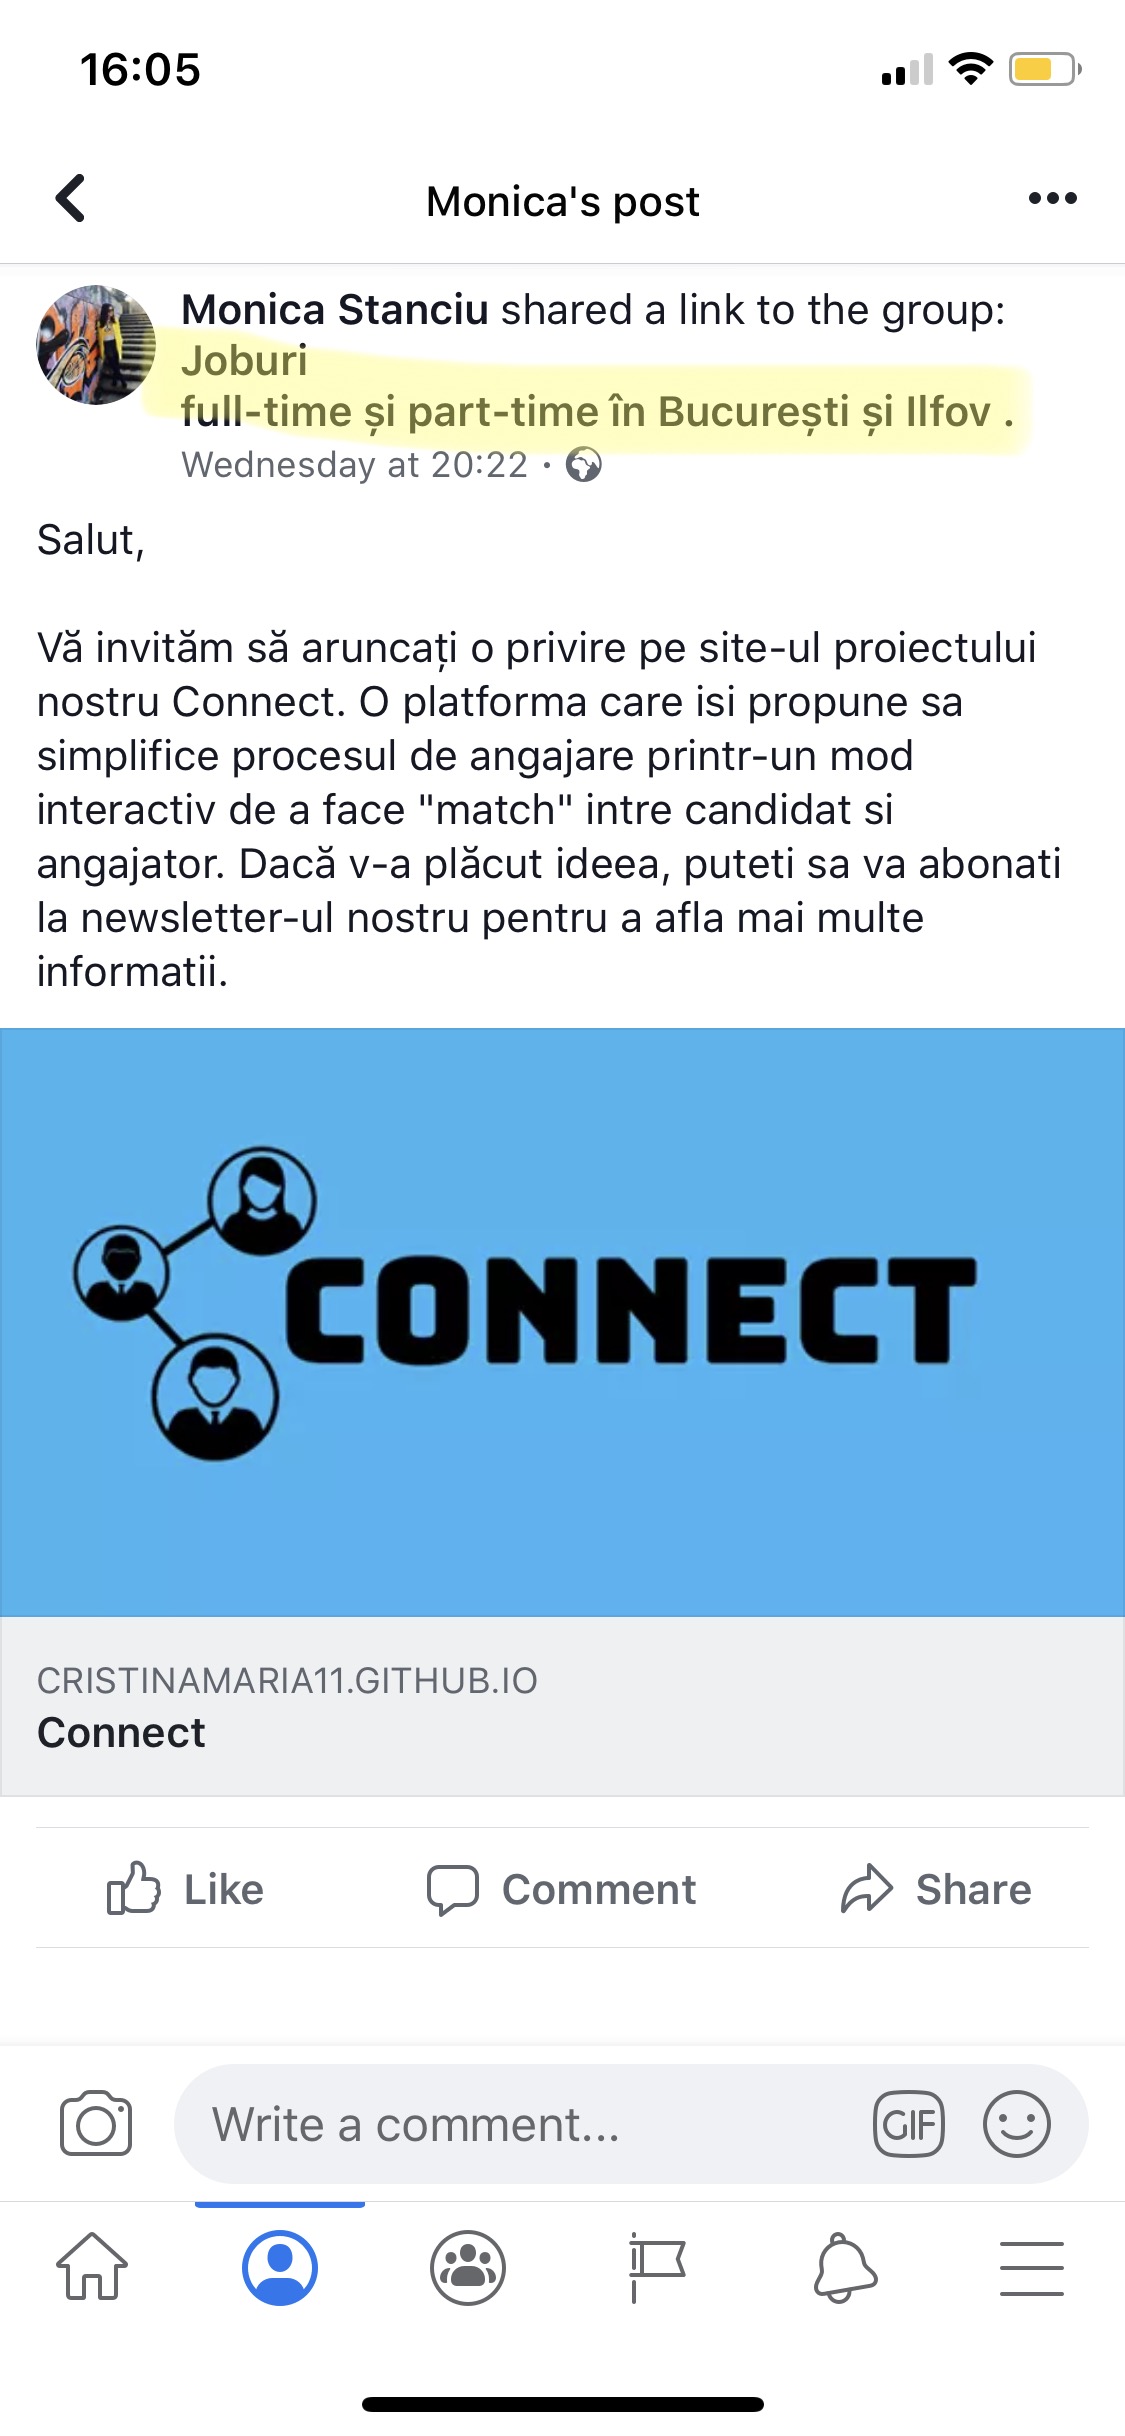 16:05
Monica's post
Monica Stanciu shared a link to the group:
Joburi
full-time și part-time în București și Ilfov .
Wednesday at 20:22 ·
Salut,
Vă invităm să aruncați o privire pe site-ul proiectului
nostru Connect. O platforma care isi propune sa
simplifice procesul de angajare printr-un mod
interactiv de a face "match" intre candidat si
angajator. Dacă v-a plăcut ideea, puteti sa va abonati
la newsletter-ul nostru pentru a afla mai multe
informatii.
CONNECT
CRISTINAMARIA11.GITHUB.IO
Connect
Like Comment Share
Write a comment... GIF